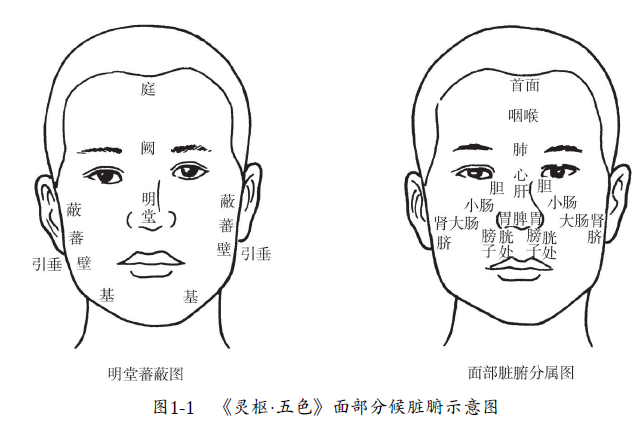 庭
阙
明
堂
蔽
蕃
壁
引垂
蔽
蕃
壁
引垂
基
基
明堂蕃蔽图
首面
咽喉
肺
心
胆 肝 胆
小肠
小肠
肾大肠 胃脾胃 大肠肾
脐
膀胱
子处
膀胱
子处
脐
面部脏腑分属图
图1-1 《灵枢·五色》面部分候脏腑示意图